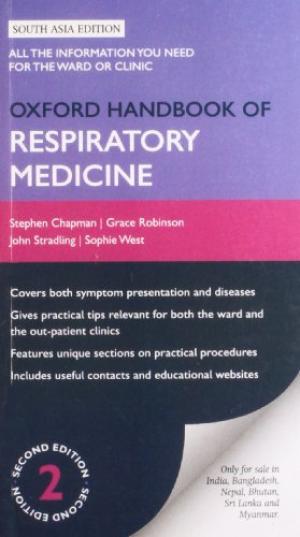 SOUTH ASIA EDITION
ALL THE INFORMATION YOU NEED
FOR THE WARD OR CLINIC
OXFORD HANDBOOK OF
RESPIRATORY
MEDICINE
Stephen Chapman | Grace Robinson
John Stradling | Sophie West
Covers both symptom presentation and diseases
Gives practical tips relevant for both the ward and
the out-patient clinics
Features unique sections on practical procedures
Includes useful contacts and educational websites
SECOND EDITION · SECOND EDITION ·
2
Only for sale in
India, Bangladesh,
Nepal, Bhutan,
Sri Lanka and
Myanmar.